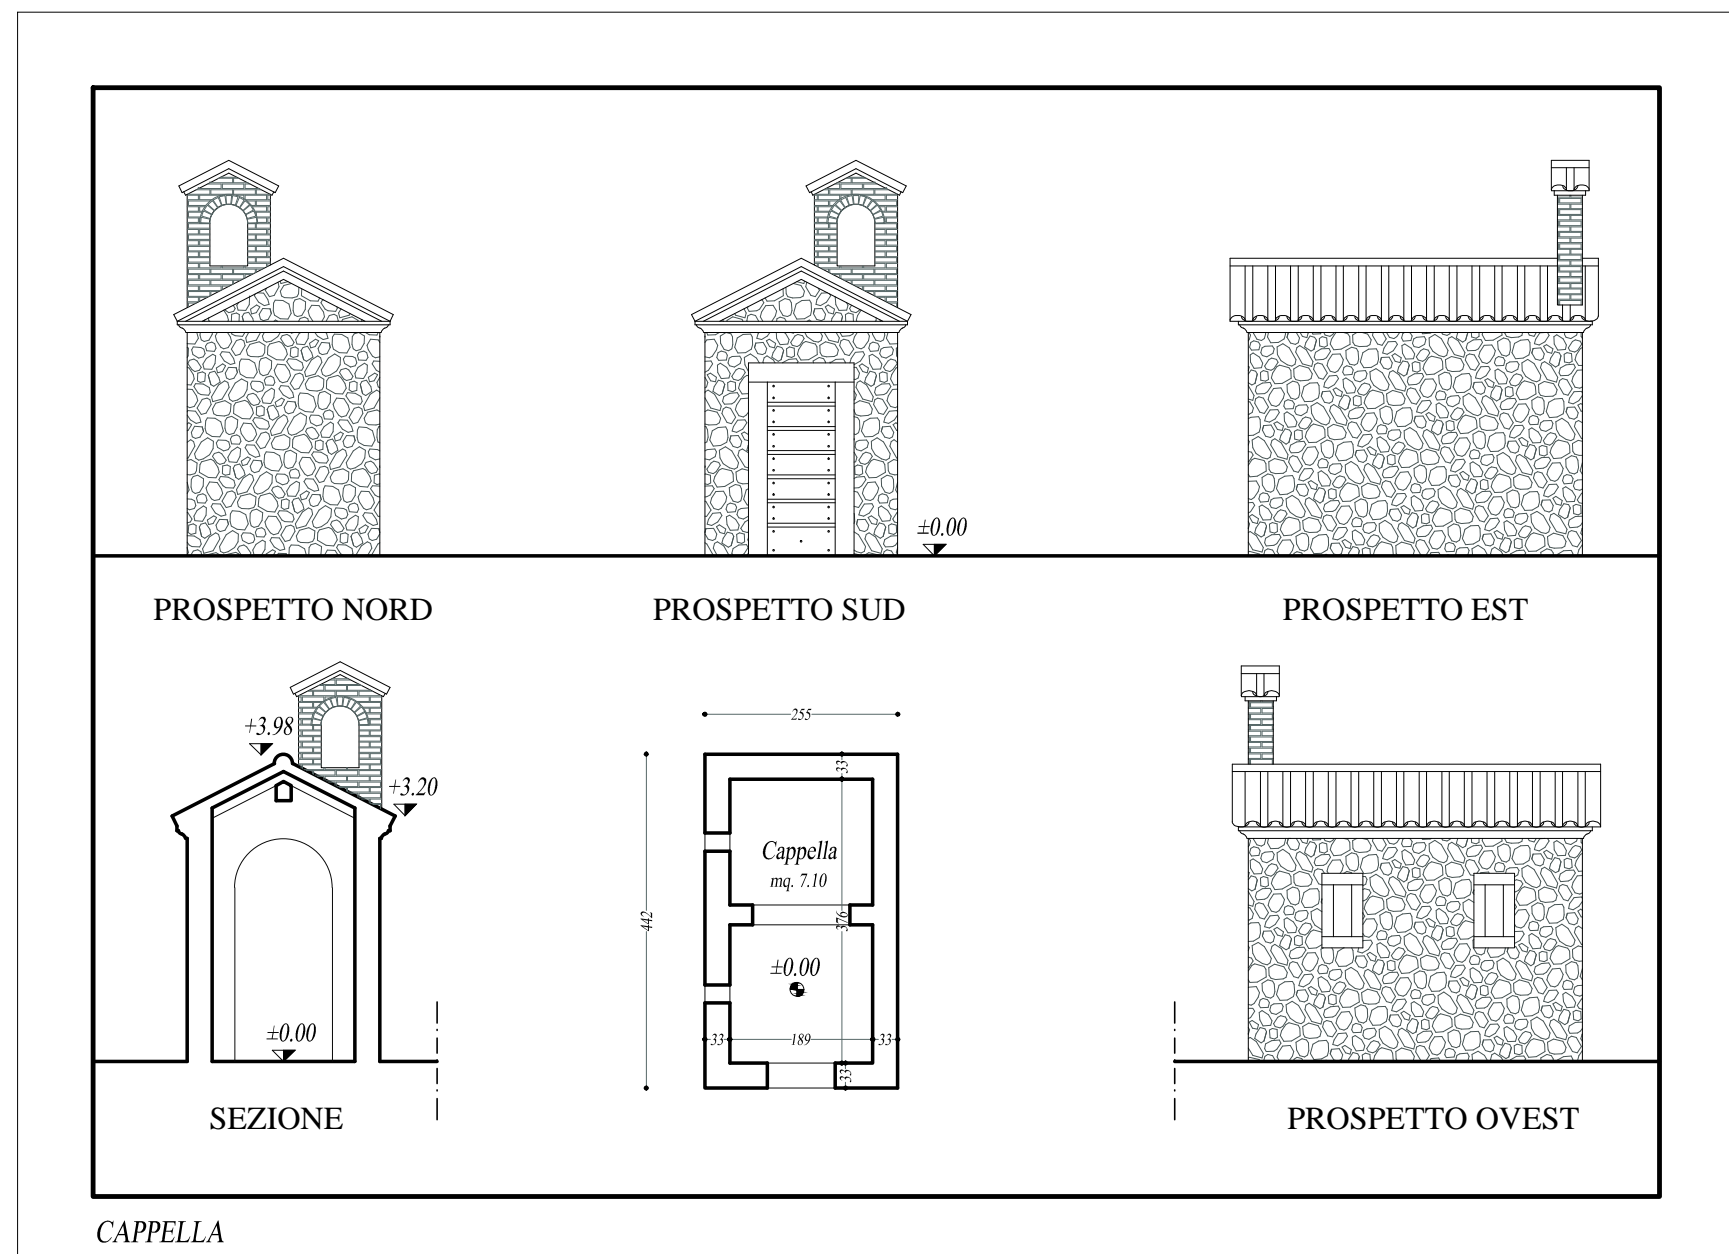 ±0.00
PROSPETTO NORD
PROSPETTO SUD
PROSPETTO EST
+3.98
+3.20
±0.00
SEZIONE
255
33
442
Cappella
mq. 7.10
376
±0.00
33
189
33
33
PROSPETTO OVEST
CAPPELLA